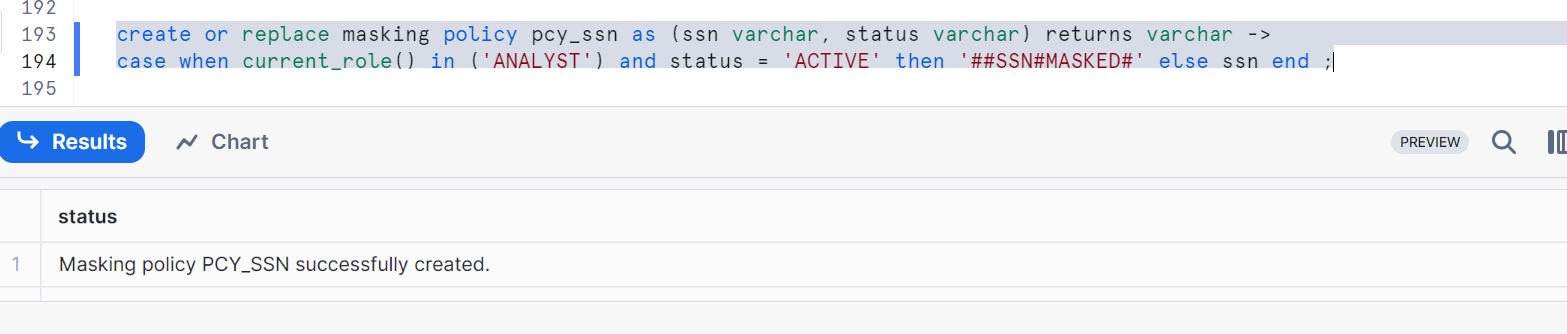 192
193 create or replace masking policy pcy_ssn as (ssn varchar, status varchar) returns varchar ->
194 case when current_role() in ('ANALYST') and status = 'ACTIVE' then '##SSN#MASKED#' else ssn end ;
195
Results Chart PREVIEW
status
1 Masking policy PCY_SSN successfully created.